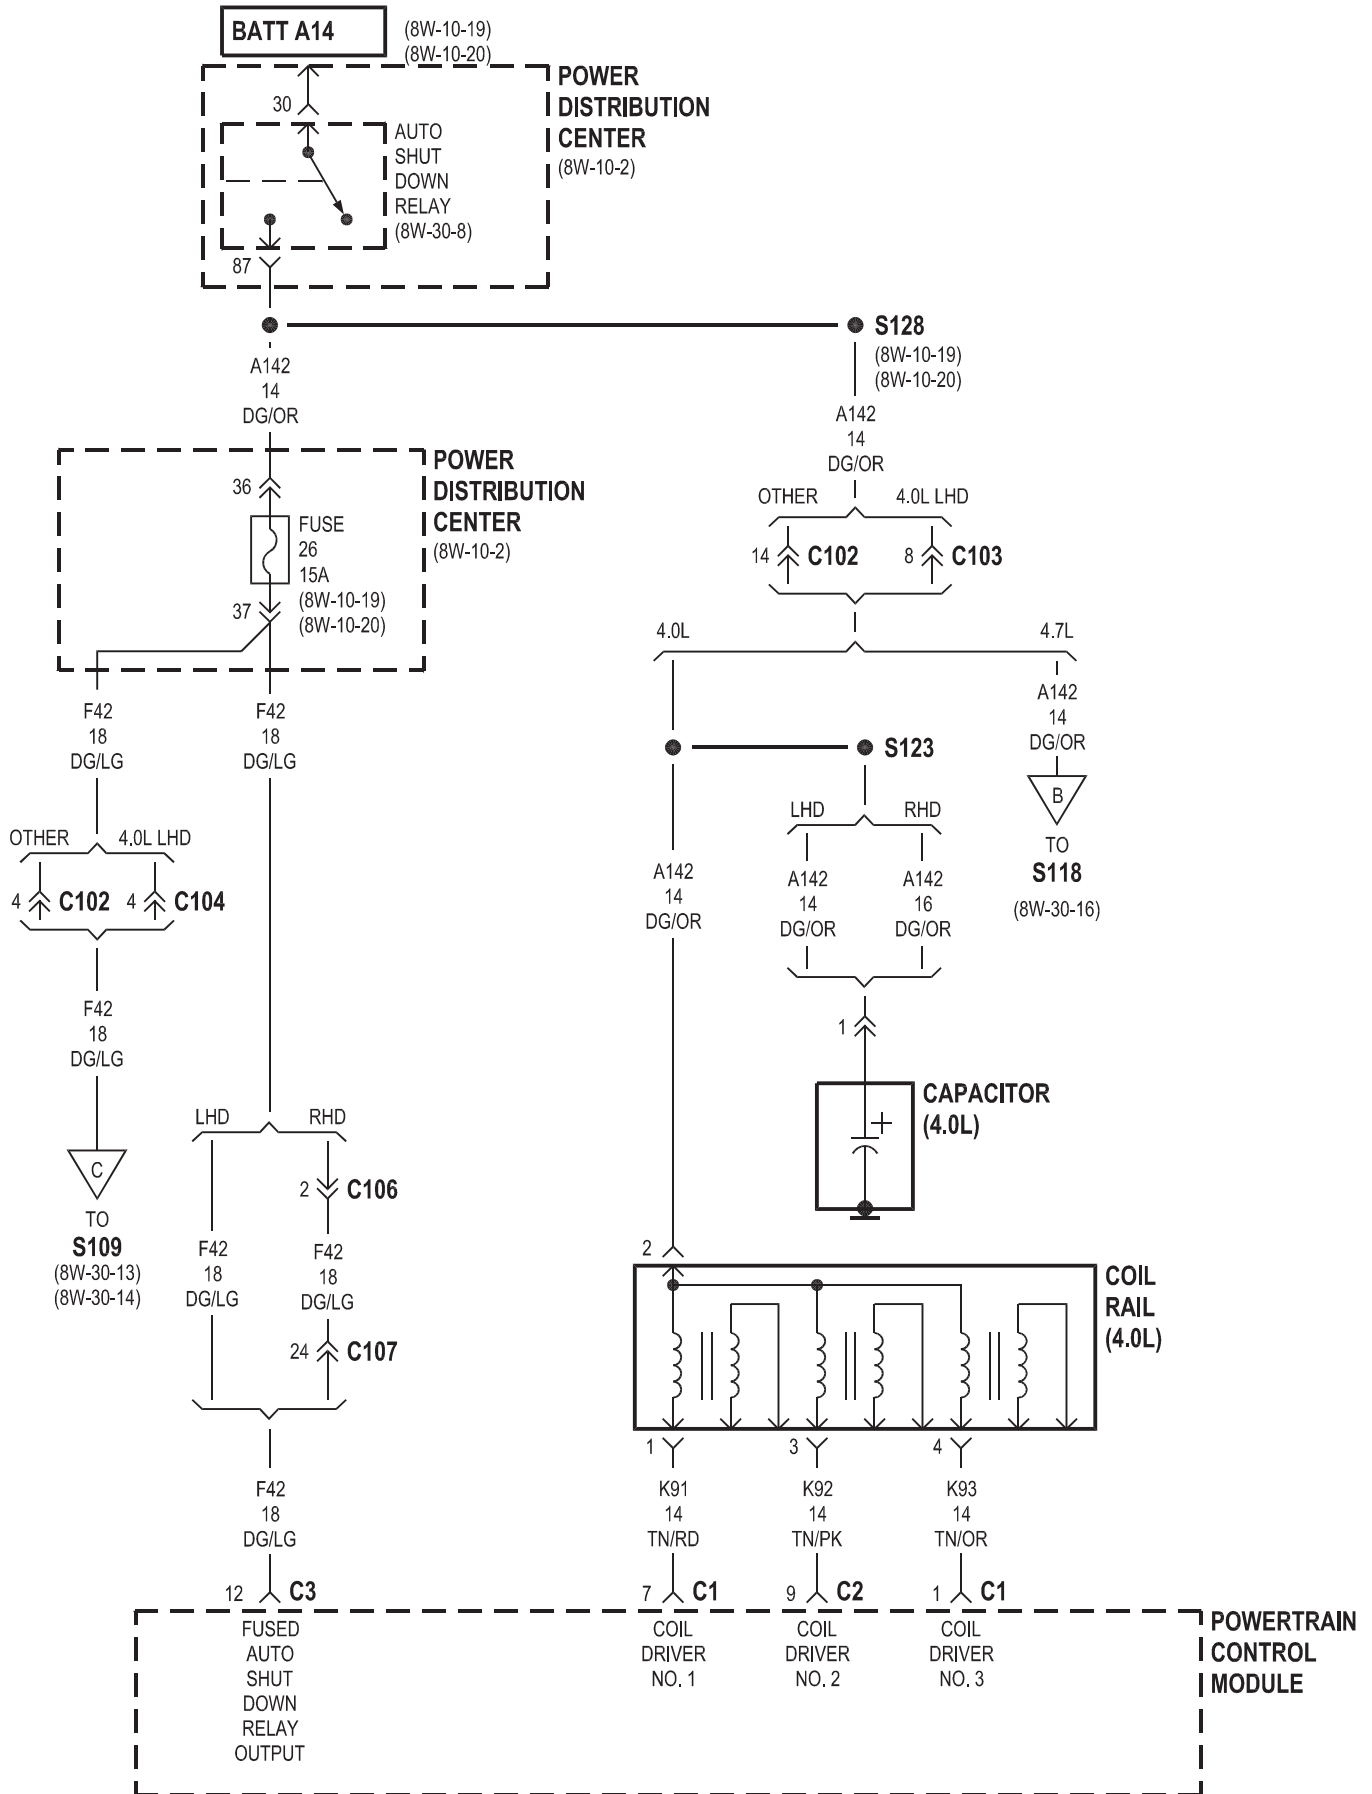 BATT A14
(8W-10-19)
(8W-10-20)
POWER
DISTRIBUTION
CENTER
(8W-10-2)
30
AUTO
SHUT
DOWN
RELAY
(8W-30-8)
87
S128
(8W-10-19)
(8W-10-20)
A142
14
DG/OR
A142
14
DG/OR
POWER
DISTRIBUTION
CENTER
(8W-10-2)
36
FUSE
26
15A
(8W-10-19)
(8W-10-20)
37
OTHER
4.0L LHD
14
C102
8
C103
4.0L
4.7L
F42
18
DG/LG
F42
18
DG/LG
A142
14
DG/OR
S123
B
TO
S118
(8W-30-16)
OTHER
4.0L LHD
4
C102
4
C104
LHD
RHD
A142
14
DG/OR
A142
14
DG/OR
A142
16
DG/OR
F42
18
DG/LG
1
CAPACITOR
(4.0L)
+
LHD
RHD
C
TO
S109
(8W-30-13)
(8W-30-14)
2
C106
F42
18
DG/LG
F42
18
DG/LG
24
C107
2
COIL
RAIL
(4.0L)
1
3
4
F42
18
DG/LG
K91
14
TN/RD
K92
14
TN/PK
K93
14
TN/OR
12
C3
7
C1
9
C2
1
C1
FUSED
AUTO
SHUT
DOWN
RELAY
OUTPUT
COIL
DRIVER
NO. 1
COIL
DRIVER
NO. 2
COIL
DRIVER
NO. 3
POWERTRAIN
CONTROL
MODULE